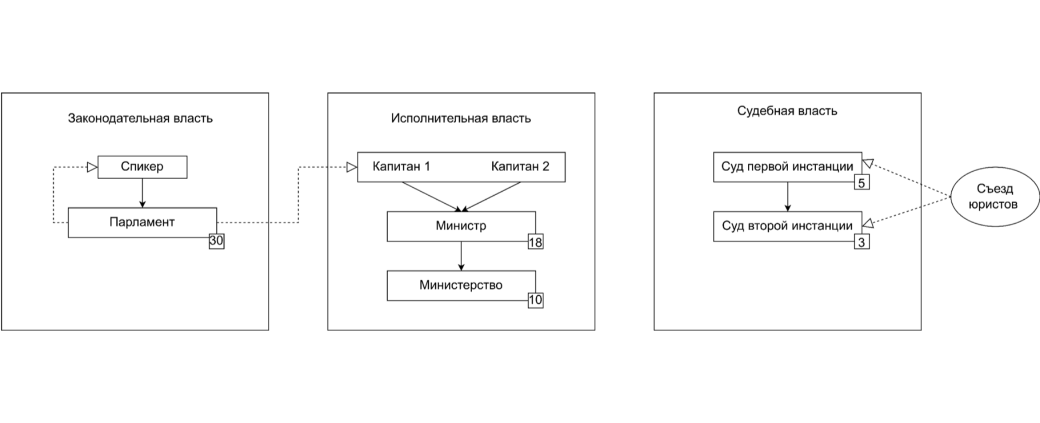 Законодательная власть
Спикер
Парламент
30
Исполнительная власть
Капитан 1
Капитан 2
Министр
18
Министерство
10
Судебная власть
Суд первой инстанции
5
Суд второй инстанции
3
Съезд
юристов